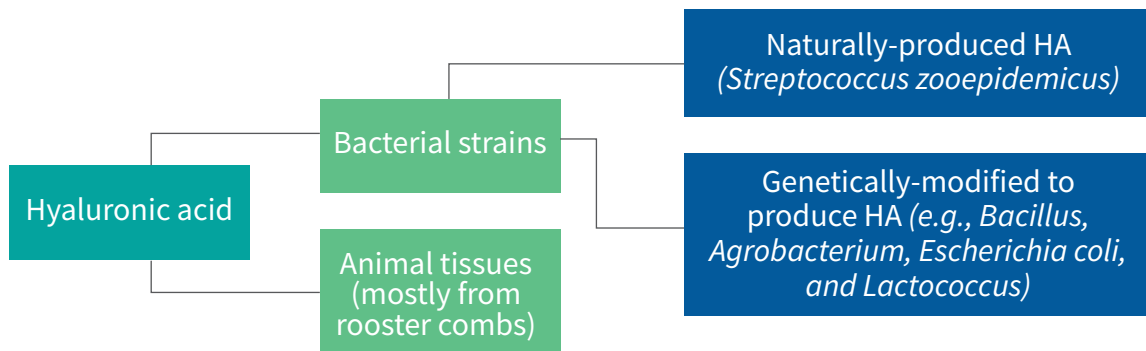 Hyaluronic acid
Bacterial strains
Animal tissues
(mostly from
rooster combs)
Naturally-produced HA
(Streptococcus zooepidemicus)
Genetically-modified to
produce HA (e.g., Bacillus,
Agrobacterium, Escherichia coli,
and Lactococcus)